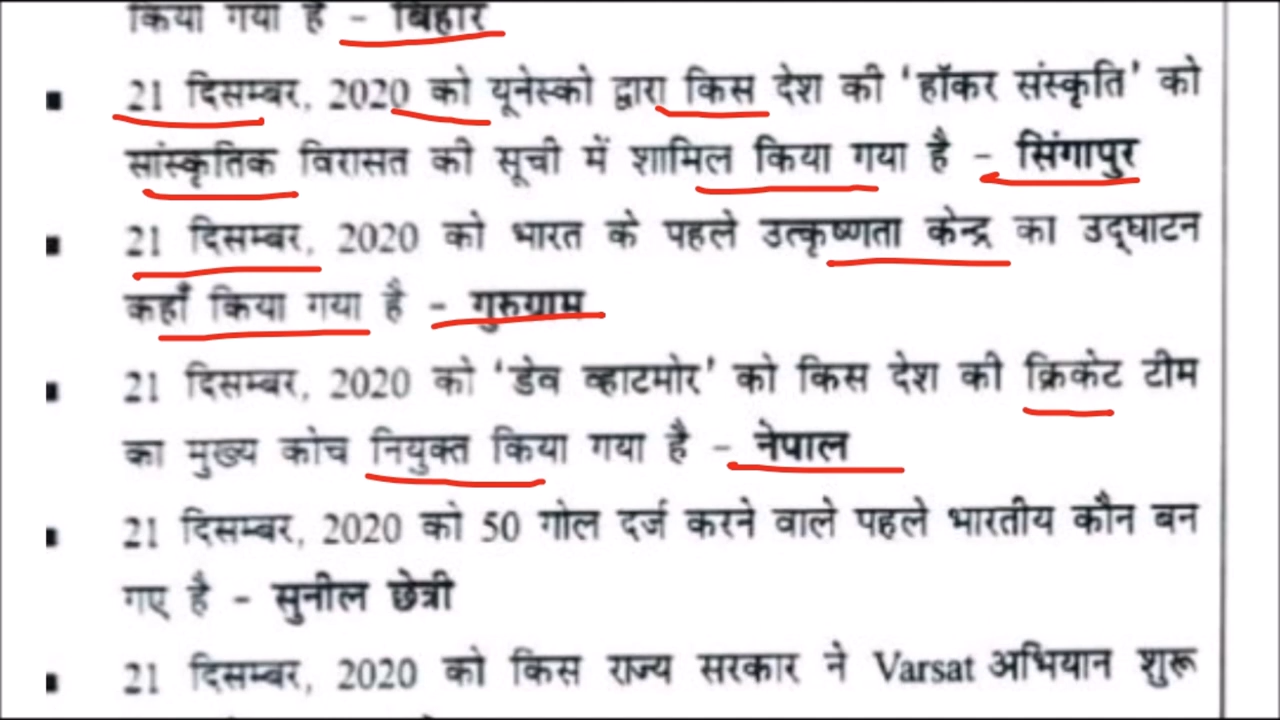 किया गया है - बिहार
▪ 21 दिसम्बर, 2020 को यूनेस्को द्वारा किस देश की 'हॉकर संस्कृति' को
सांस्कृतिक विरासत की सूची में शामिल किया गया है - सिंगापुर
▪ 21 दिसम्बर, 2020 को भारत के पहले उत्कृष्णता केन्द्र का उद्घाटन
कहाँ किया गया है - गुरुग्राम
▪ 21 दिसम्बर, 2020 को 'डेव व्हाटमोर' को किस देश की क्रिकेट टीम
का मुख्य कोच नियुक्त किया गया है - नेपाल
▪ 21 दिसम्बर, 2020 को 50 गोल दर्ज करने वाले पहले भारतीय कौन बन
गए है - सुनील छेत्री
▪ 21 दिसम्बर, 2020 को किस राज्य सरकार ने Varsat अभियान शुरू